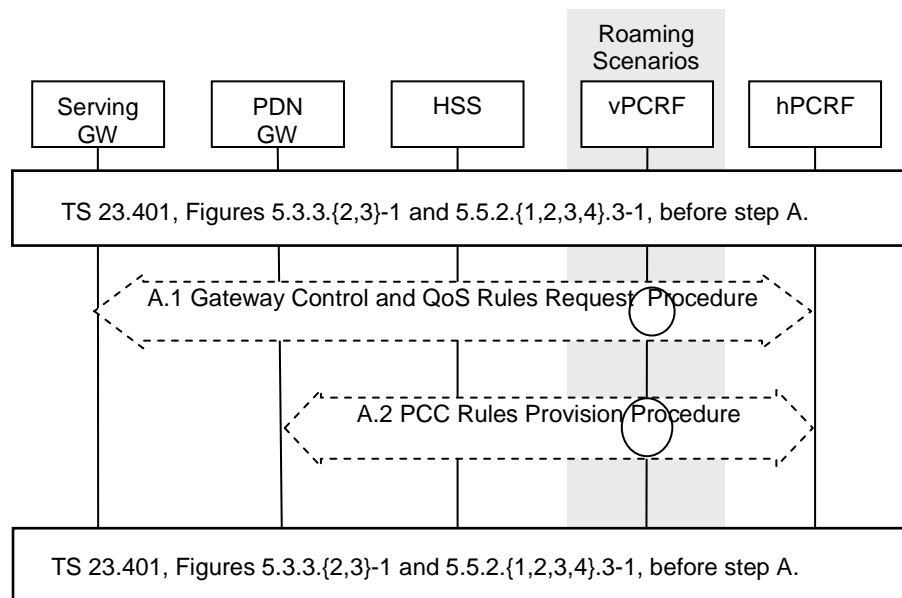 Roaming
Scenarios
Serving
GW
PDN
GW
HSS
vPCRF
hPCRF
TS 23.401, Figures 5.3.3.{2,3}-1 and 5.5.2.{1,2,3,4}.3-1, before step A.
A.1 Gateway Control and QoS Rules Request Procedure
A.2 PCC Rules Provision Procedure
TS 23.401, Figures 5.3.3.{2,3}-1 and 5.5.2.{1,2,3,4}.3-1, before step A.